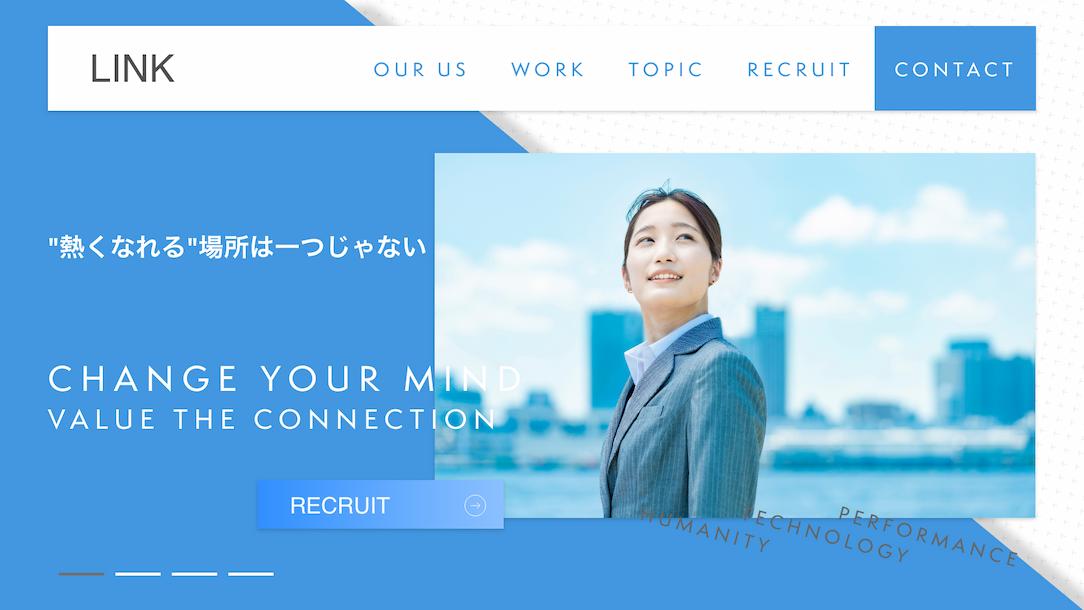 LINK
OUR US
WORK
TOPIC
RECRUIT
CONTACT
"熱くなれる"場所は一つじゃない
CHANGE YOUR MIND
VALUE THE CONNECTION
RECRUIT
HUMANITY
TECHNOLOGY
PERFORMANCE